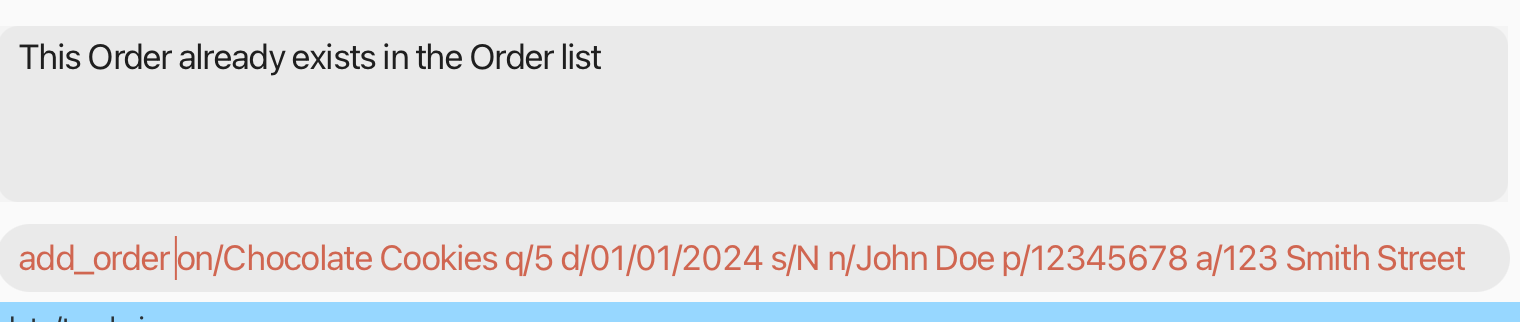 This Order already exists in the Order list
add_order on/Chocolate Cookies q/5 d/01/01/2024 s/N n/John Doe p/12345678 a/123 Smith Street